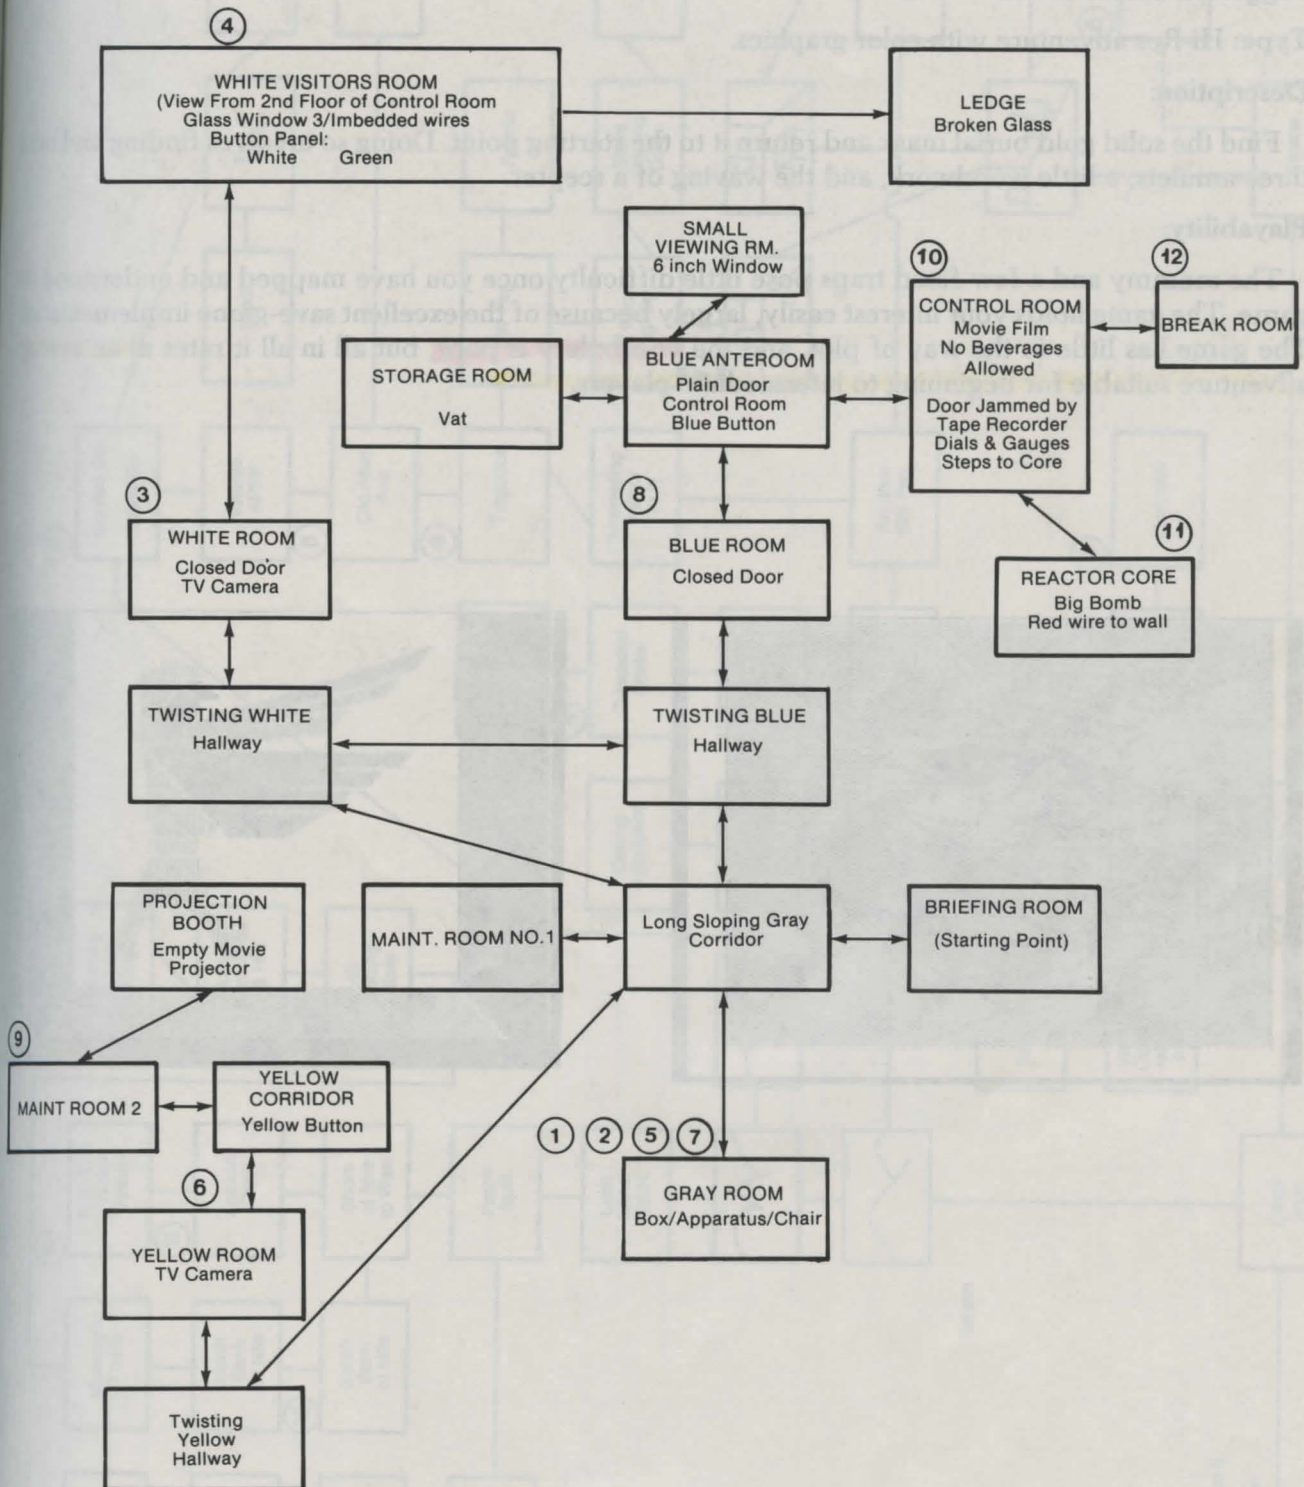 4
WHITE VISITORS ROOM
(View From 2nd Floor of Control Room
Glass Window 3/Imbedded wires
Button Panel:
White Green
LEDGE
Broken Glass
SMALL
VIEWING RM.
6 inch Window
10
CONTROL ROOM
Movie Film
No Beverages
Allowed
Door Jammed by
Tape Recorder
Dials & Gauges
Steps to Core
12
BREAK ROOM
STORAGE ROOM
Vat
BLUE ANTEROOM
Plain Door
Control Room
Blue Button
3
WHITE ROOM
Closed Door
TV Camera
8
BLUE ROOM
Closed Door
11
REACTOR CORE
Big Bomb
Red wire to wall
TWISTING WHITE
Hallway
TWISTING BLUE
Hallway
PROJECTION
BOOTH
Empty Movie
Projector
MAINT. ROOM NO.1
Long Sloping Gray
Corridor
BRIEFING ROOM
(Starting Point)
9
MAINT ROOM 2
YELLOW
CORRIDOR
Yellow Button
1 2 5 7
GRAY ROOM
Box/Apparatus/Chair
6
YELLOW ROOM
TV Camera
Twisting
Yellow
Hallway